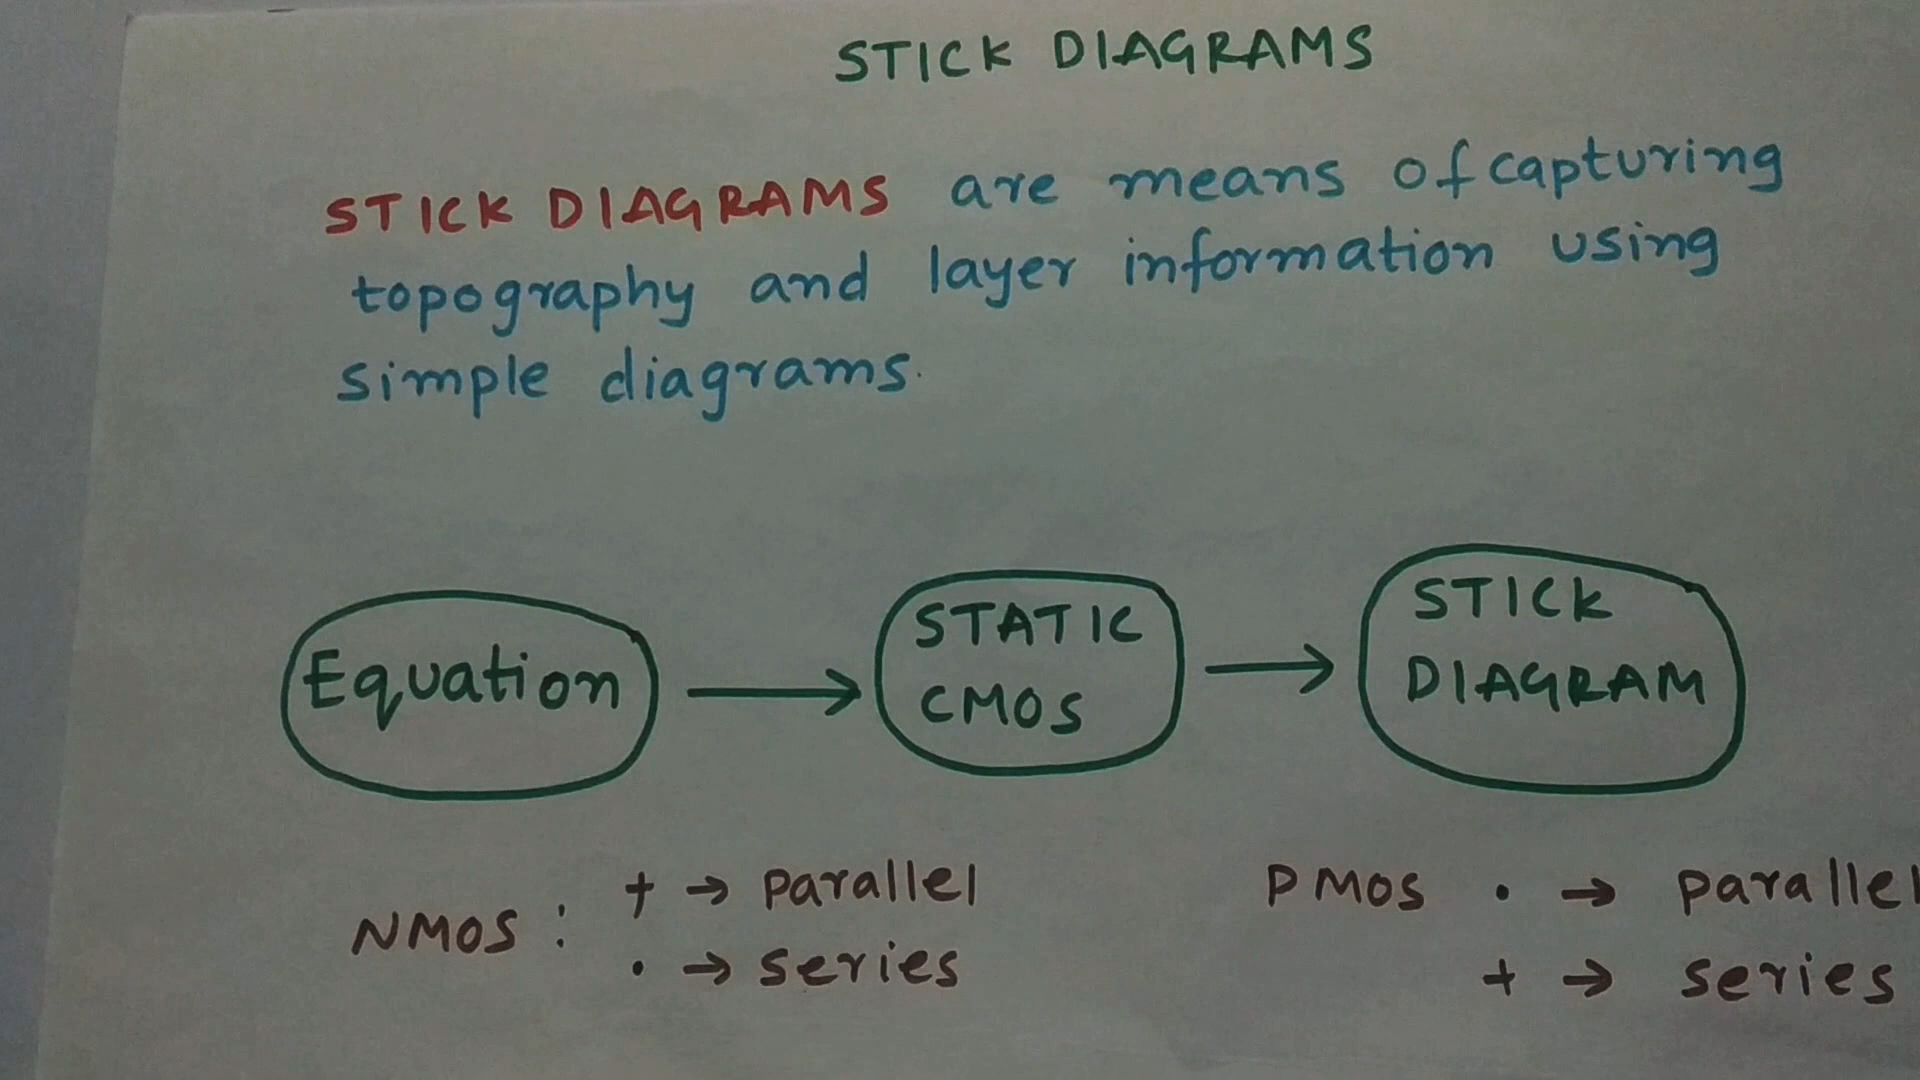 STICK DIAGRAMS
STICK DIAGRAMS are means of capturing
topography and layer information using
simple diagrams.
Equation → STATIC CMOS → STICK DIAGRAM
NMOS : + → parallel
. → series
PMOS . → parallel
+ → series